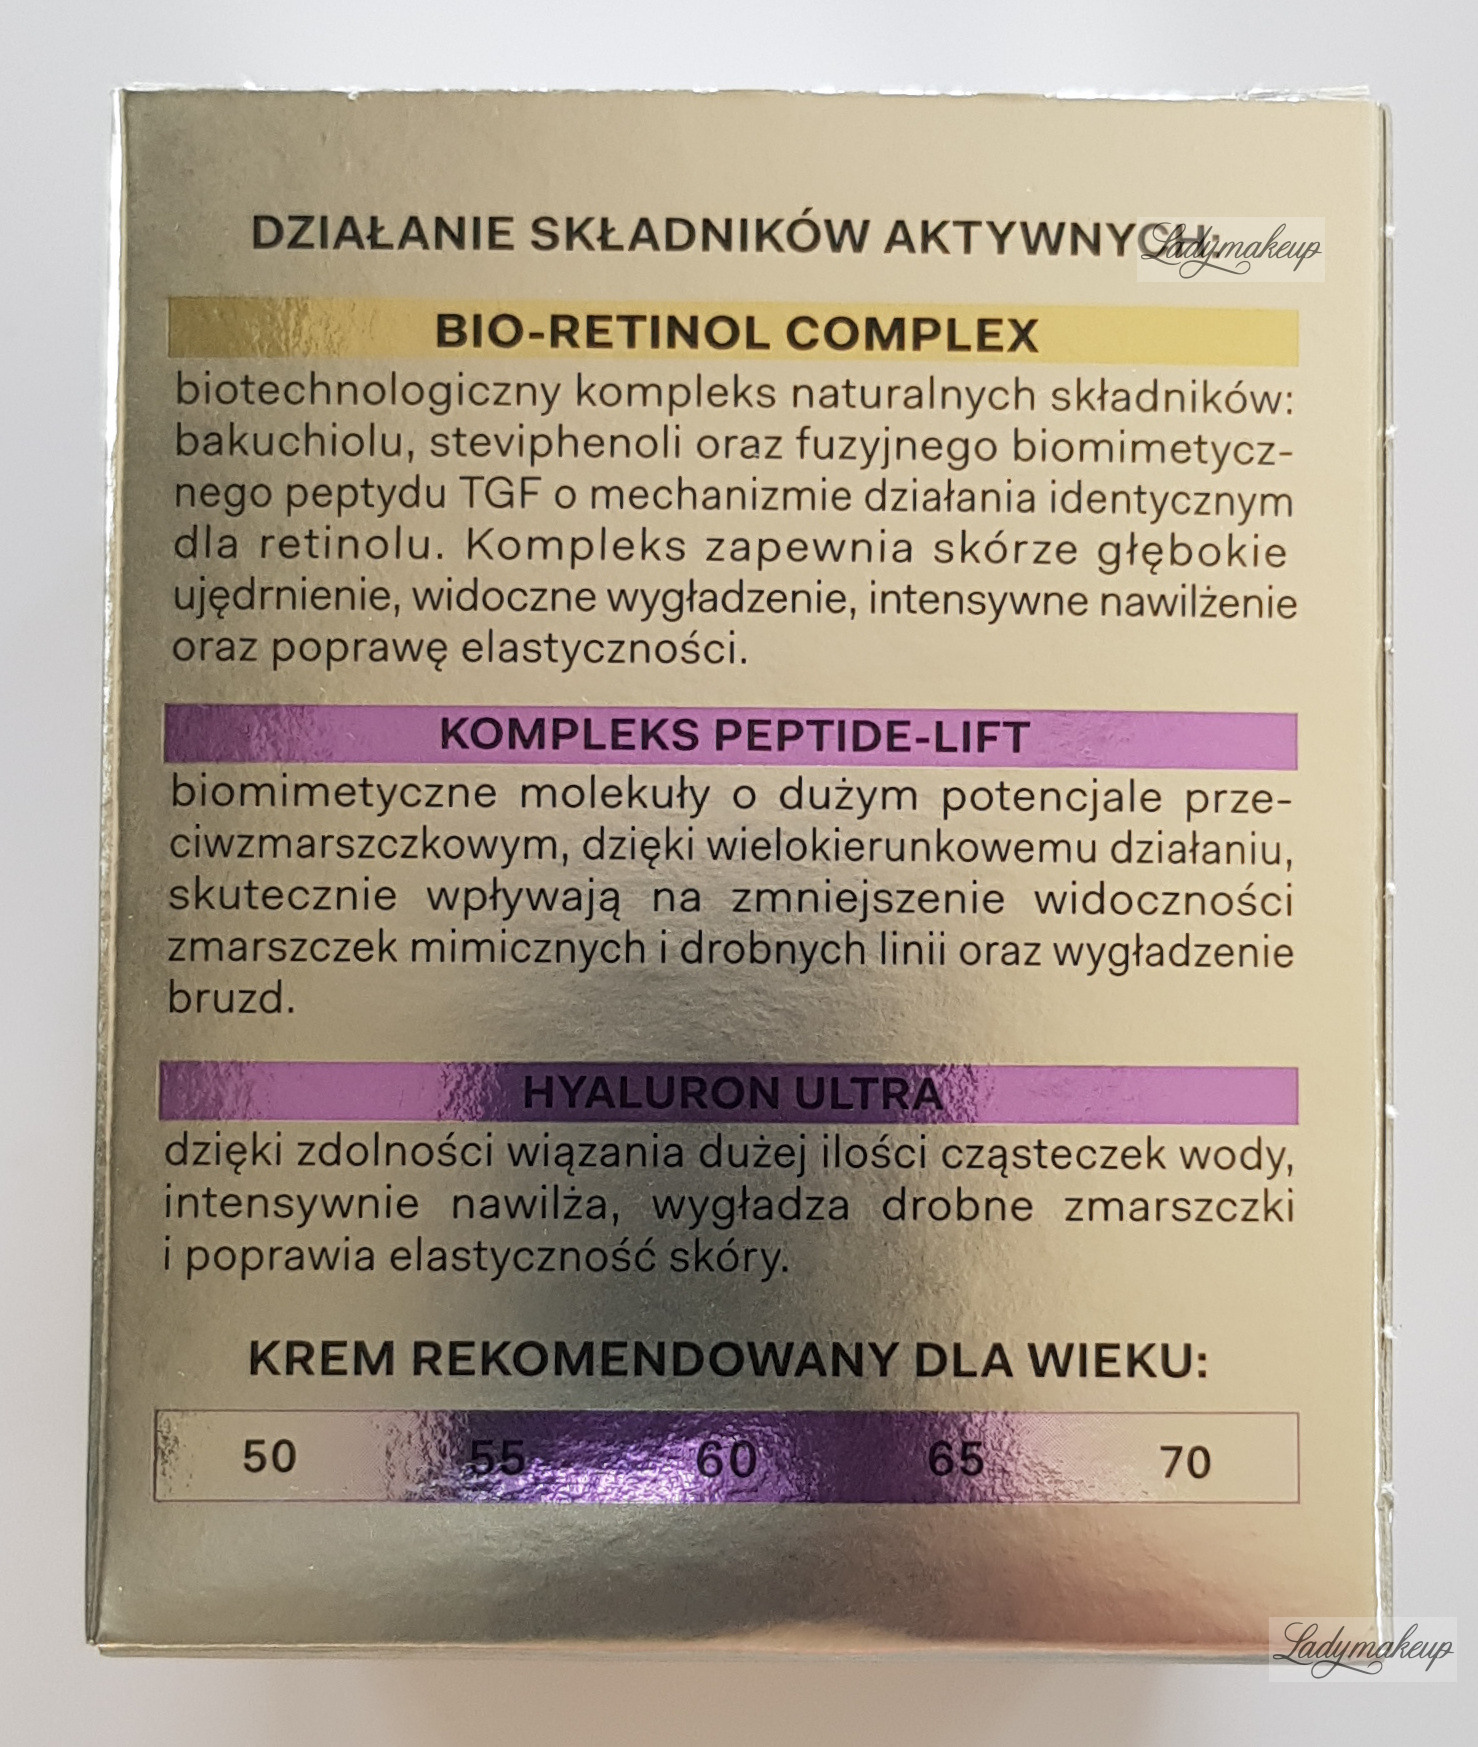 DZIAŁANIE SKŁADNIKÓW AKTYWNYCH:
Ladymakeup
BIO-RETINOL COMPLEX
biotechnologiczny kompleks naturalnych składników:
bakuchiolu, steviphenoli oraz fuzyjnego biomimetycz-
nego peptydu TGF o mechanizmie działania identycznym
dla retinolu. Kompleks zapewnia skórze głębokie
ujędrnienie, widoczne wygładzenie, intensywne nawilżenie
oraz poprawę elastyczności.
KOMPLEKS PEPTIDE-LIFT
biomimetyczne molekuły o dużym potencjale prze-
ciwzmarszczkowym, dzięki wielokierunkowemu działaniu,
skutecznie wpływają na zmniejszenie widoczności
zmarszczek mimicznych i drobnych linii oraz wygładzenie
bruzd.
HYALURON ULTRA
dzięki zdolności wiązania dużej ilości cząsteczek wody,
intensywnie nawilża, wygładza drobne zmarszczki
i poprawia elastyczność skóry.
KREM REKOMENDOWANY DLA WIEKU:
50 55 60 65 70
Ladymakeup